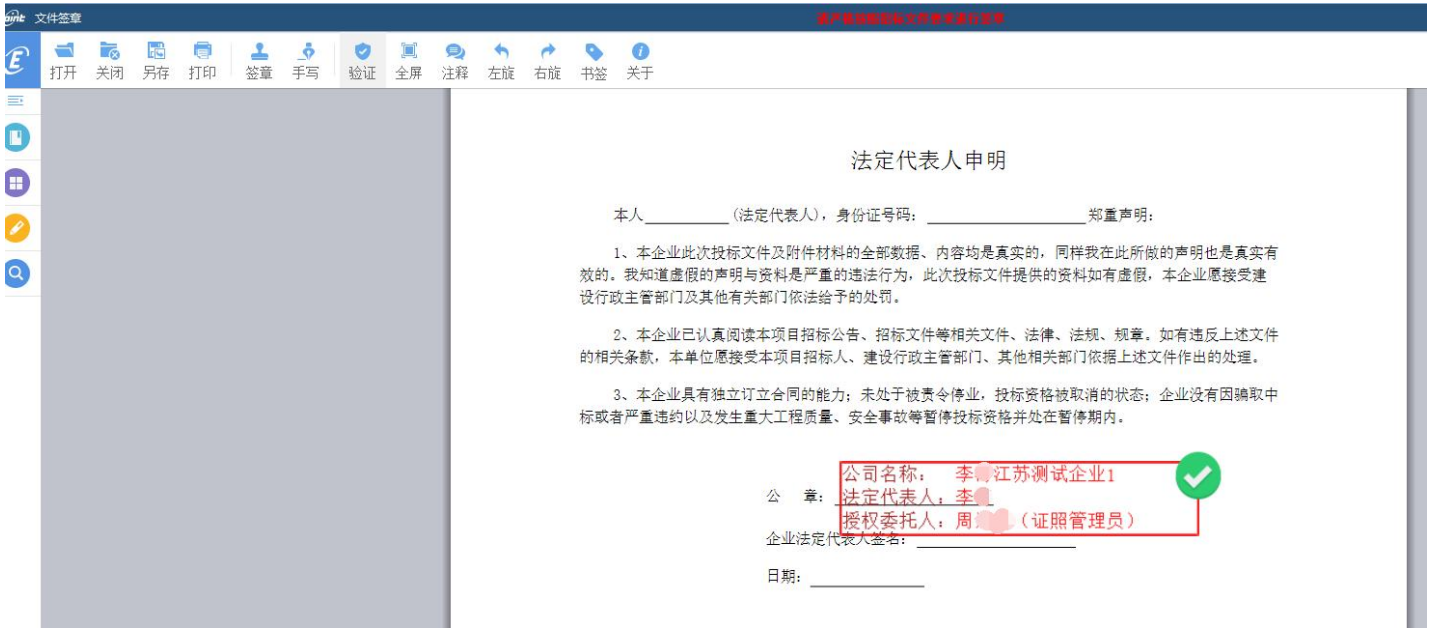 文件签章
打开 关闭 另存 打印 签章 手写 验证 全屏 注释 左旋 右旋 书签 关于
法定代表人申明
本人__________(法定代表人), 身份证号码: __________________郑重声明:
1、本企业此次投标文件及附件材料的全部数据、内容均是真实的, 同样我在此所做的声明也是真实有
效的。我知道虚假的声明与资料是严重的违法行为, 此次投标文件提供的资料如有虚假, 本企业愿接受建
设行政主管部门及其他有关部门依法给予的处罚。
2、本企业已认真阅读本项目招标公告、招标文件等相关文件、法律、法规、规章。如有违反上述文件
的相关条款, 本单位愿接受本项目招标人、建设行政主管部门、其他相关部门依据上述文件作出的处理。
3、本企业具有独立订立合同的能力; 未处于被责令停业, 投标资格被取消的状态; 企业没有因骗取中
标或者严重违约以及发生重大工程质量、安全事故等暂停投标资格并处在暂停期内。
公司名称: 李 江苏测试企业1
公 章: 法定代表人: 李
授权委托人: 周 (证照管理员)
企业法定代表人签名: __________________
日期: _____________